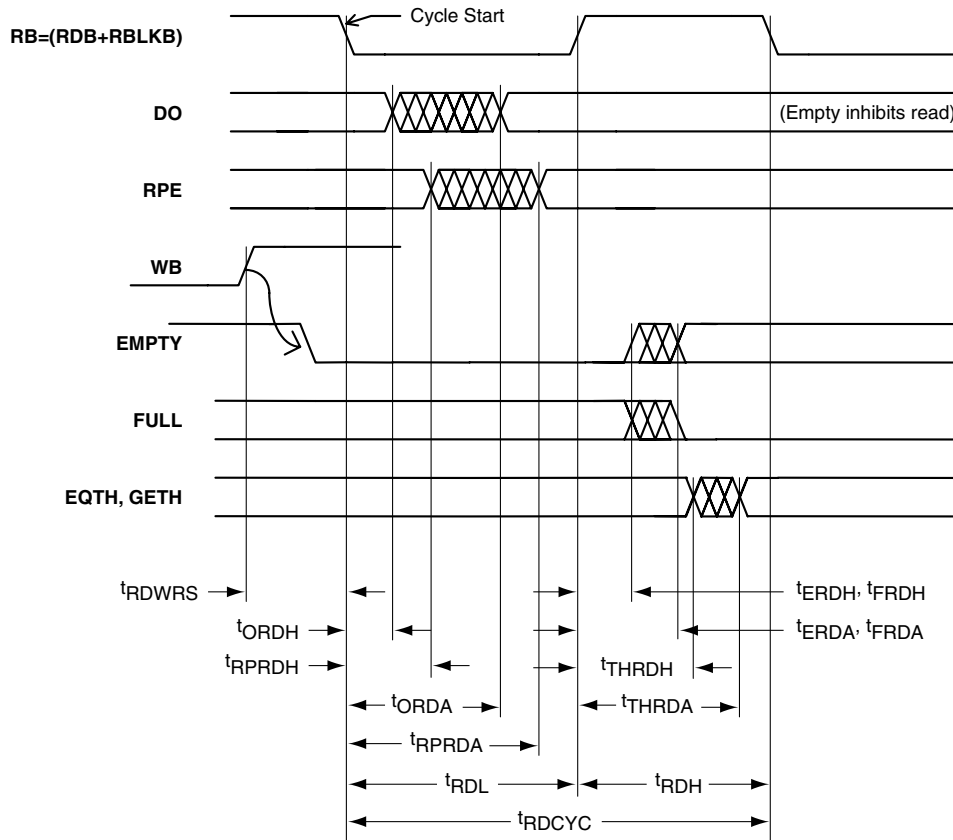 Cycle Start
RB=(RDB+RBLKB)
DO
(Empty inhibits read)
RPE
WB
EMPTY
FULL
EQTH, GETH
tRDWRS
tERDH, tFRDH
tORDH
tERDA, tFRDA
tRPRDH
tTHRDH
tORDA
tTHRDA
tRPRDA
tRDL
tRDH
tRDCYC